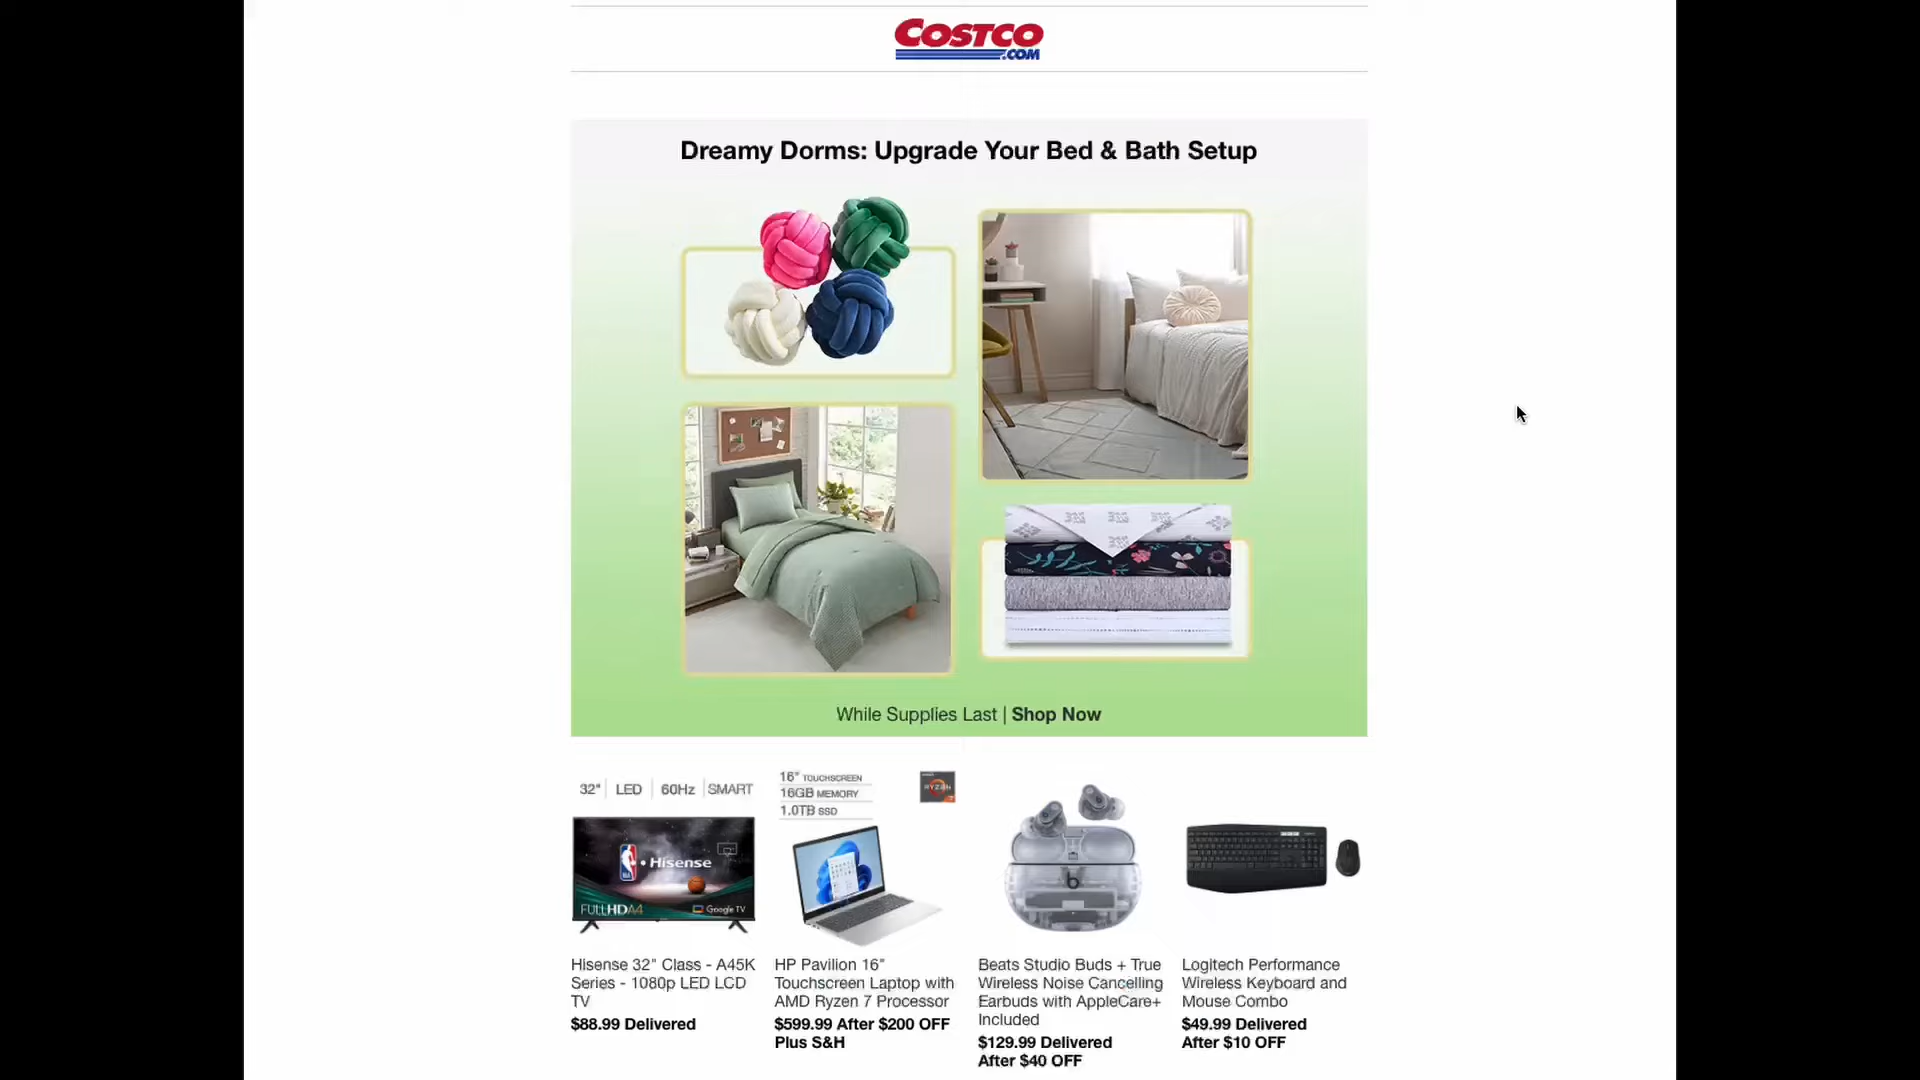 COSTCO
.COM
Dreamy Dorms: Upgrade Your Bed & Bath Setup
While Supplies Last | Shop Now
32" | LED | 60Hz | SMART
NBA
Hisense
FULL HD A4
Google TV
16" TOUCHSCREEN
16GB MEMORY
1.0TB SSD
RYZEN
7
Hisense 32" Class - A45K
Series - 1080p LED LCD
TV
$88.99 Delivered
HP Pavilion 16"
Touchscreen Laptop with
AMD Ryzen 7 Processor
$599.99 After $200 OFF
Plus S&H
Beats Studio Buds + True
Wireless Noise Cancelling
Earbuds with AppleCare+
Included
$129.99 Delivered
After $40 OFF
Logitech Performance
Wireless Keyboard and
Mouse Combo
$49.99 Delivered
After $10 OFF